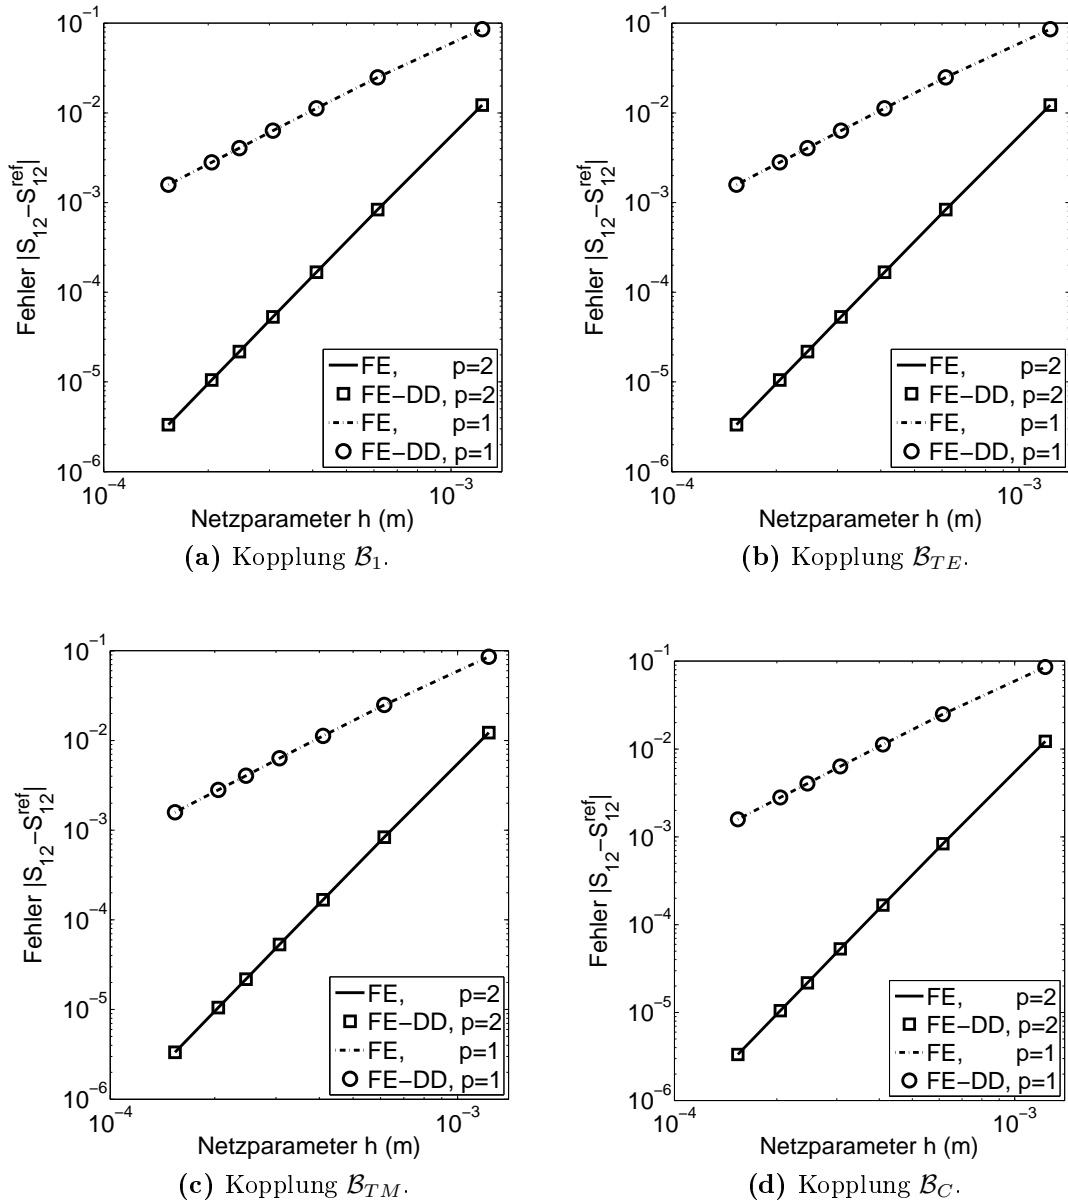 10⁻¹
10⁻²
10⁻³
10⁻⁴
10⁻⁵
10⁻⁶
Fehler |S₁₂−S₁₂ʳᵉᶠ|
FE, p=2
FE−DD, p=2
FE, p=1
FE−DD, p=1
10⁻⁴ 10⁻³
Netzparameter h (m)
(a) Kopplung 𝓑₁.
10⁻¹
10⁻²
10⁻³
10⁻⁴
10⁻⁵
10⁻⁶
Fehler |S₁₂−S₁₂ʳᵉᶠ|
FE, p=2
FE−DD, p=2
FE, p=1
FE−DD, p=1
10⁻⁴ 10⁻³
Netzparameter h (m)
(b) Kopplung 𝓑_TE.
10⁻¹
10⁻²
10⁻³
10⁻⁴
10⁻⁵
10⁻⁶
Fehler |S₁₂−S₁₂ʳᵉᶠ|
FE, p=2
FE−DD, p=2
FE, p=1
FE−DD, p=1
10⁻⁴ 10⁻³
Netzparameter h (m)
(c) Kopplung 𝓑_TM.
10⁻¹
10⁻²
10⁻³
10⁻⁴
10⁻⁵
10⁻⁶
Fehler |S₁₂−S₁₂ʳᵉᶠ|
FE, p=2
FE−DD, p=2
FE, p=1
FE−DD, p=1
10⁻⁴ 10⁻³
Netzparameter h (m)
(d) Kopplung 𝓑_C.